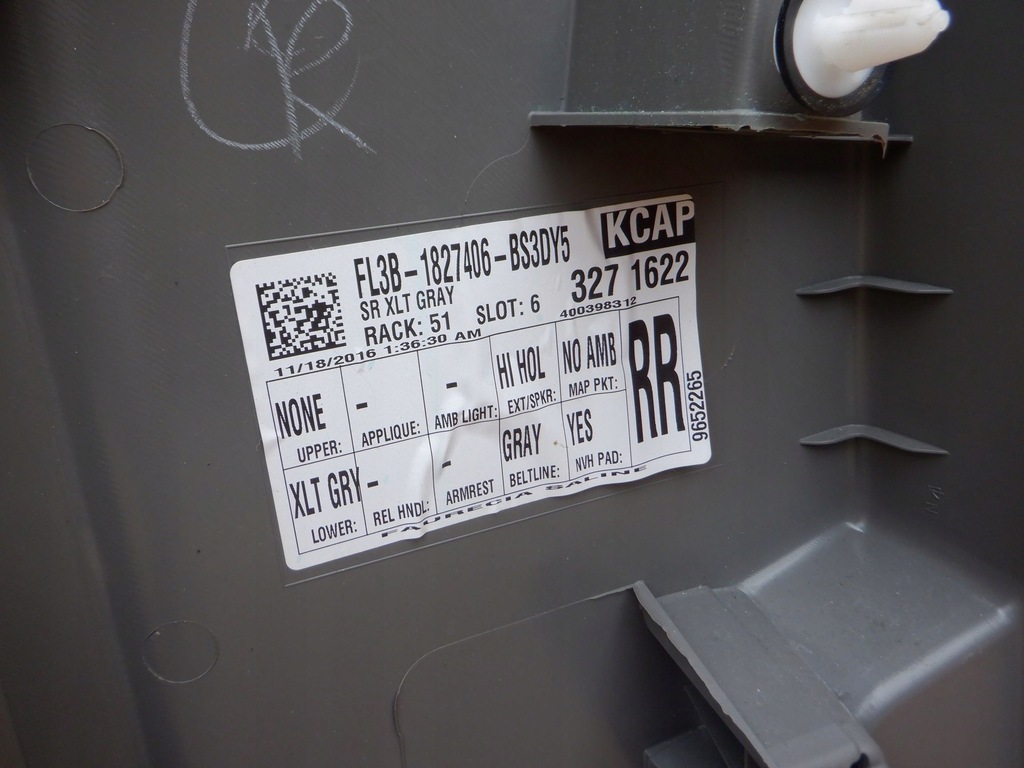 FL3B-1827406-BS3DY5
KCAP
SR XLT GRAY
327 1622
RACK: 51 SLOT: 6
400398312
11/18/2016 1:36:30 AM
NONE
UPPER:
-
APPLIQUE:
-
AMB LIGHT:
HI HOL
EXT/SPKR:
NO AMB
MAP PKT:
RR
XLT GRY
LOWER:
-
REL HNDL:
-
ARMREST
GRAY
BELTLINE:
YES
NVH PAD:
9652265
FAURECIA SALINE